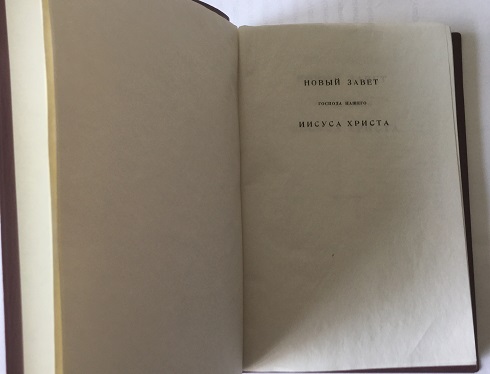 НОВЫЙ ЗАВЕТ
ГОСПОДА НАШЕГО
ИИСУСА ХРИСТА